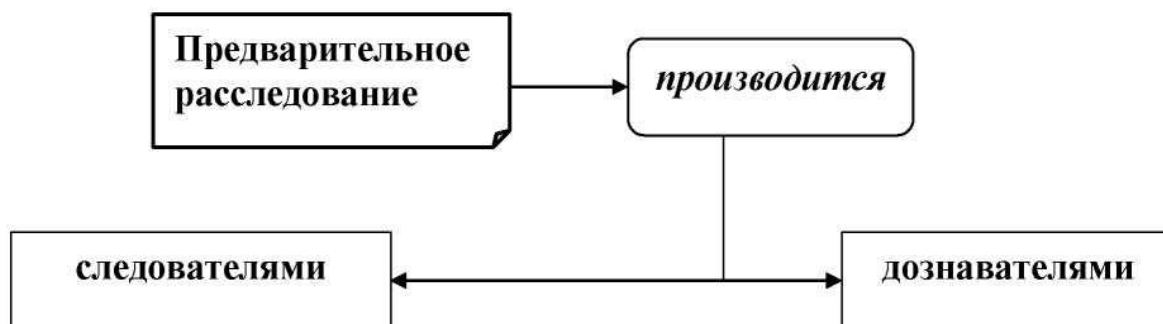 Предварительное
расследование
производится
следователями
дознавателями